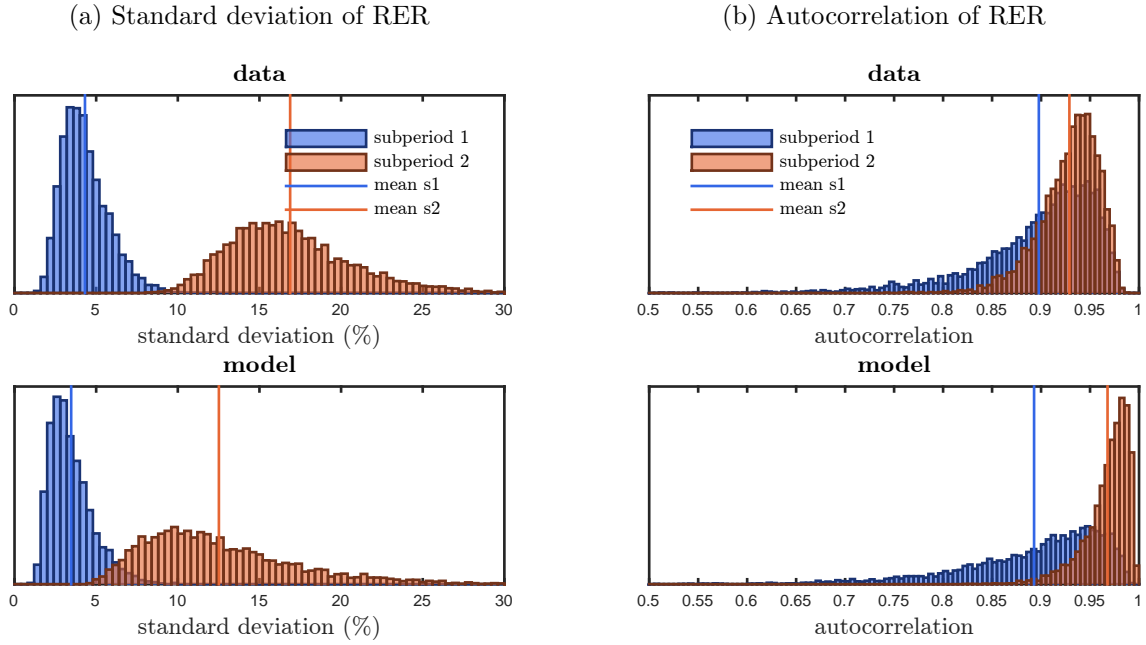 (a) Standard deviation of RER
data
subperiod 1
subperiod 2
mean s1
mean s2
0 5 10 15 20 25 30
standard deviation (%)
model
0 5 10 15 20 25 30
standard deviation (%)
(b) Autocorrelation of RER
data
subperiod 1
subperiod 2
mean s1
mean s2
0.5 0.55 0.6 0.65 0.7 0.75 0.8 0.85 0.9 0.95 1
autocorrelation
model
0.5 0.55 0.6 0.65 0.7 0.75 0.8 0.85 0.9 0.95 1
autocorrelation